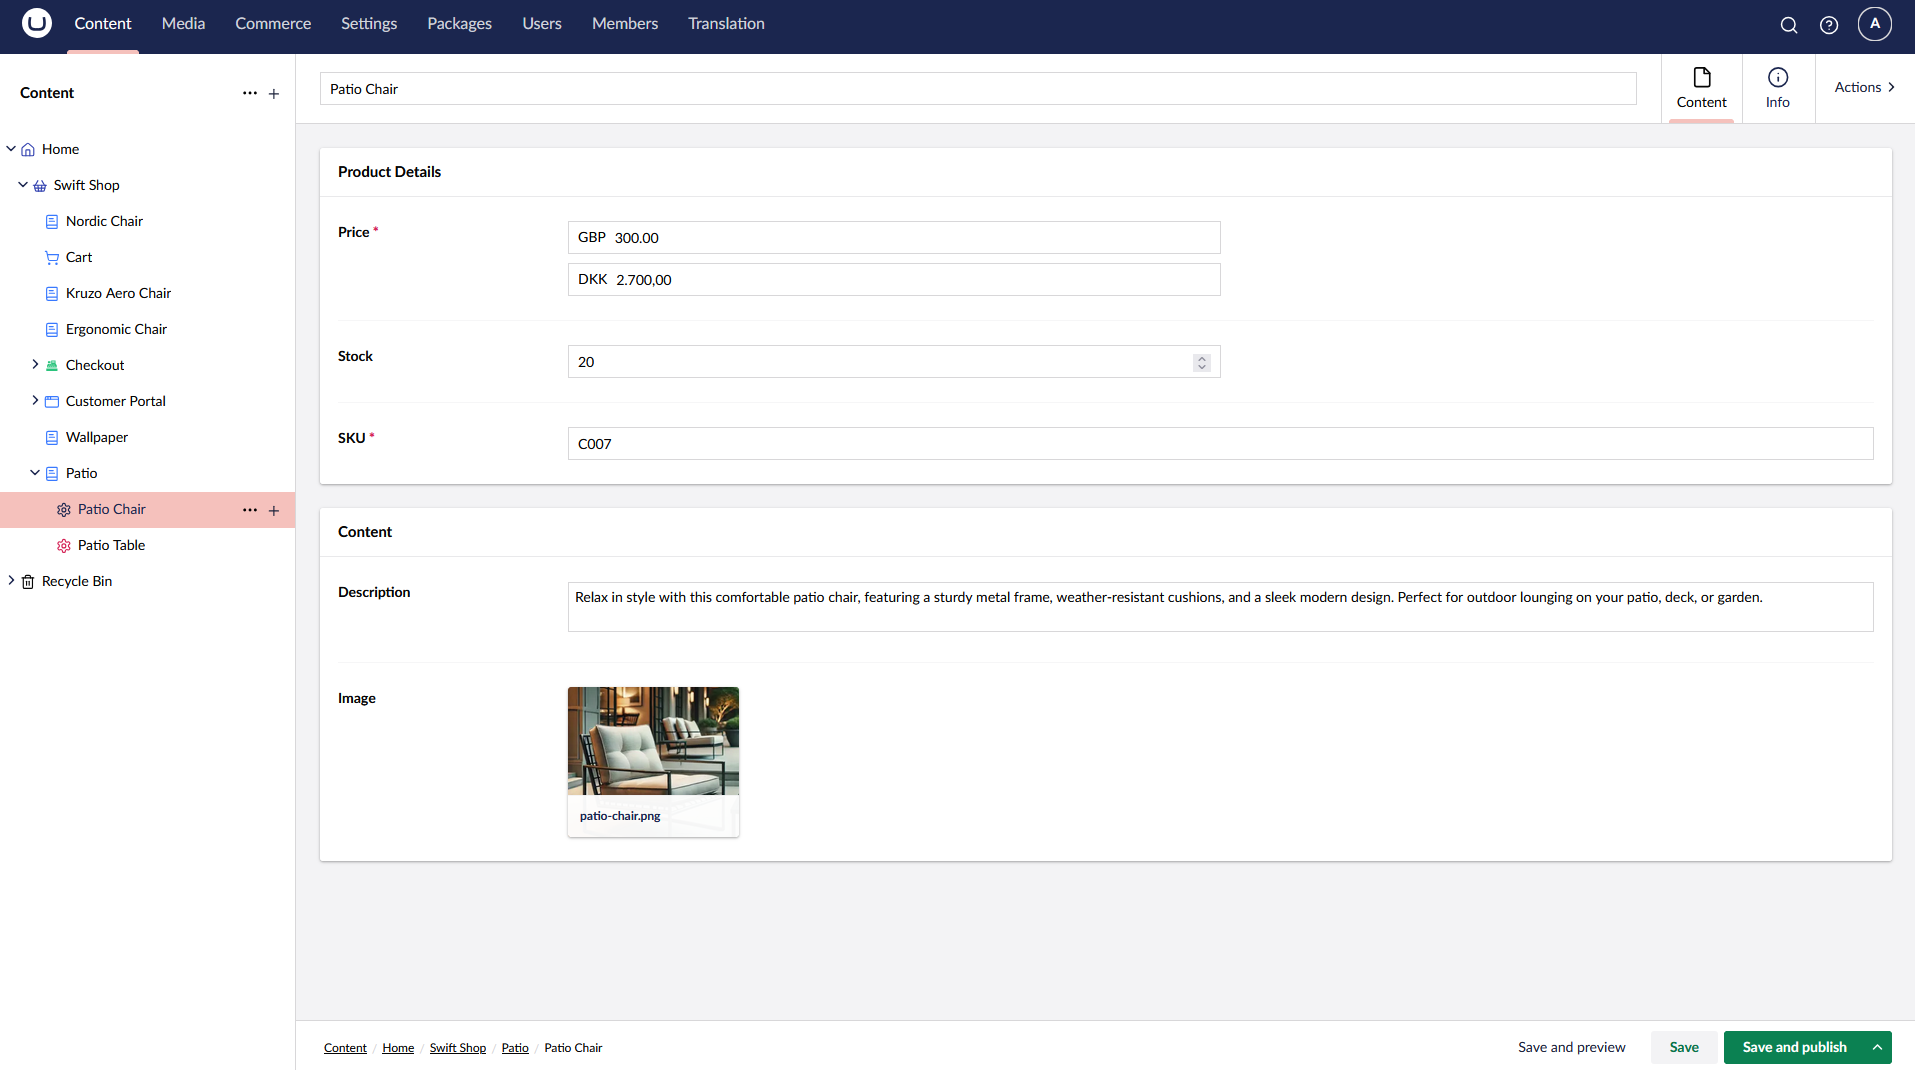 Content Media Commerce Settings Packages Users Members Translation A
Content
Home
Swift Shop
Nordic Chair
Cart
Kruzo Aero Chair
Ergonomic Chair
Checkout
Customer Portal
Wallpaper
Patio
Patio Chair
Patio Table
Recycle Bin
Patio Chair
Content
Info
Actions
Product Details
Price *
GBP 300.00
DKK 2.700,00
Stock
20
SKU *
C007
Content
Description
Relax in style with this comfortable patio chair, featuring a sturdy metal frame, weather-resistant cushions, and a sleek modern design. Perfect for outdoor lounging on your patio, deck, or garden.
Image
patio-chair.png
Content / Home / Swift Shop / Patio / Patio Chair
Save and preview
Save
Save and publish